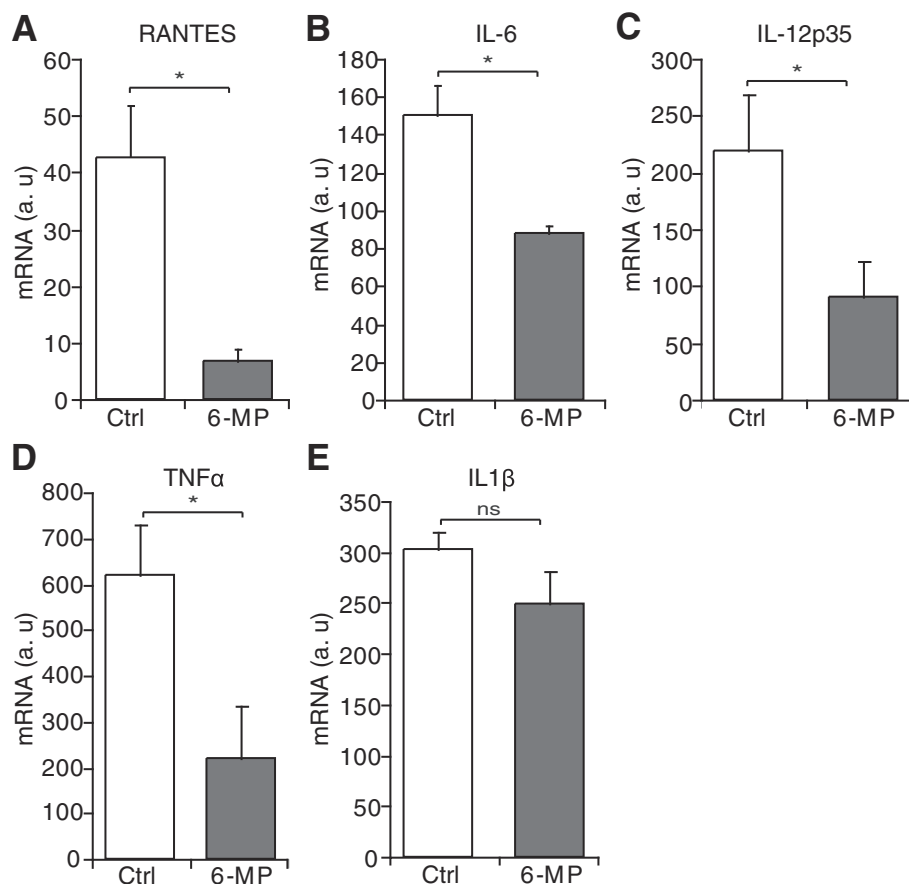 A
RANTES
mRNA (a. u)
60
50
40
30
20
10
0
*
Ctrl
6-MP
B
IL-6
mRNA (a. u)
180
160
140
120
100
80
60
40
20
0
*
Ctrl
6-MP
C
IL-12p35
mRNA (a. u)
300
250
200
150
100
50
0
*
Ctrl
6-MP
D
TNFα
mRNA (a. u)
800
700
600
500
400
300
200
100
0
*
Ctrl
6-MP
E
IL1β
mRNA (a. u)
350
300
250
200
150
100
50
0
ns
Ctrl
6-MP